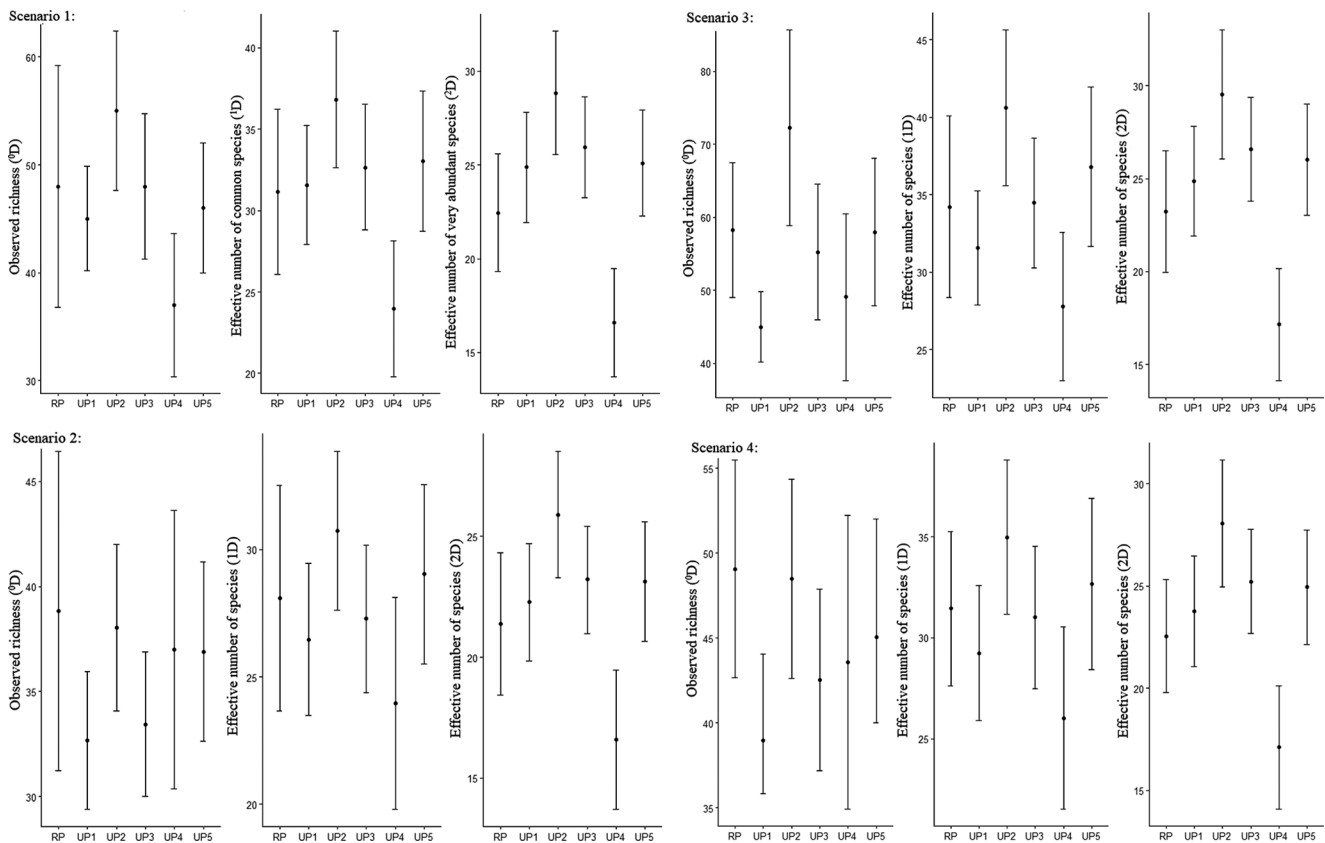 Scenario 1:
Observed richness (⁰D)
60
50
40
30
RP UP1 UP2 UP3 UP4 UP5
Effective number of common species (¹D)
40
35
30
25
20
RP UP1 UP2 UP3 UP4 UP5
Effective number of very abundant species (²D)
30
25
20
15
RP UP1 UP2 UP3 UP4 UP5
Scenario 3:
Observed richness (⁰D)
80
70
60
50
40
RP UP1 UP2 UP3 UP4 UP5
Effective number of species (1D)
45
40
35
30
25
RP UP1 UP2 UP3 UP4 UP5
Effective number of species (2D)
30
25
20
15
RP UP1 UP2 UP3 UP4 UP5
Scenario 2:
Observed richness (⁰D)
45
40
35
30
RP UP1 UP2 UP3 UP4 UP5
Effective number of species (1D)
30
25
20
RP UP1 UP2 UP3 UP4 UP5
Effective number of species (2D)
25
20
15
RP UP1 UP2 UP3 UP4 UP5
Scenario 4:
Observed richness (⁰D)
55
50
45
40
35
RP UP1 UP2 UP3 UP4 UP5
Effective number of species (1D)
35
30
25
RP UP1 UP2 UP3 UP4 UP5
Effective number of species (2D)
30
25
20
15
RP UP1 UP2 UP3 UP4 UP5